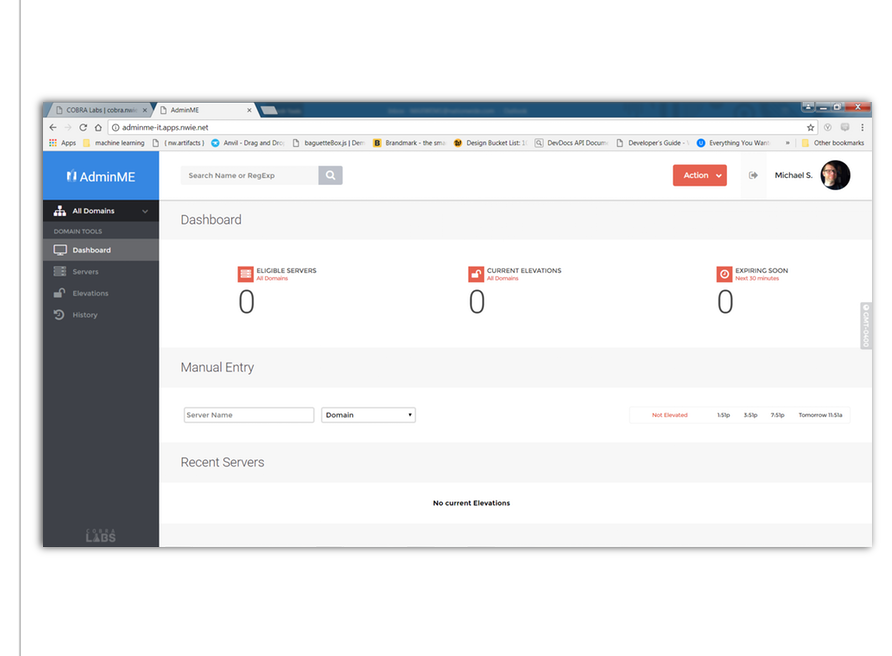 COBRA Labs | cobra.nwie
AdminME
adminme-it.apps.nwie.net
Apps machine learning { nw.artifacts } Anvil - Drag and Dro baguetteBox.js | Dem Brandmark - the sma Design Bucket List: 1 DevDocs API Docum Developer's Guide - Everything You Want » Other bookmarks
AdminME
Search Name or RegExp
Action
Michael S.
All Domains
DOMAIN TOOLS
Dashboard
Servers
Elevations
History
COBRA
LABS
Dashboard
ELIGIBLE SERVERS
All Domains
0
CURRENT ELEVATIONS
All Domains
0
EXPIRING SOON
Next 30 minutes
0
GMT-0400
Manual Entry
Server Name
Domain
Not Elevated 1:51p 3:51p 7:51p Tomorrow 11:51a
Recent Servers
No current Elevations